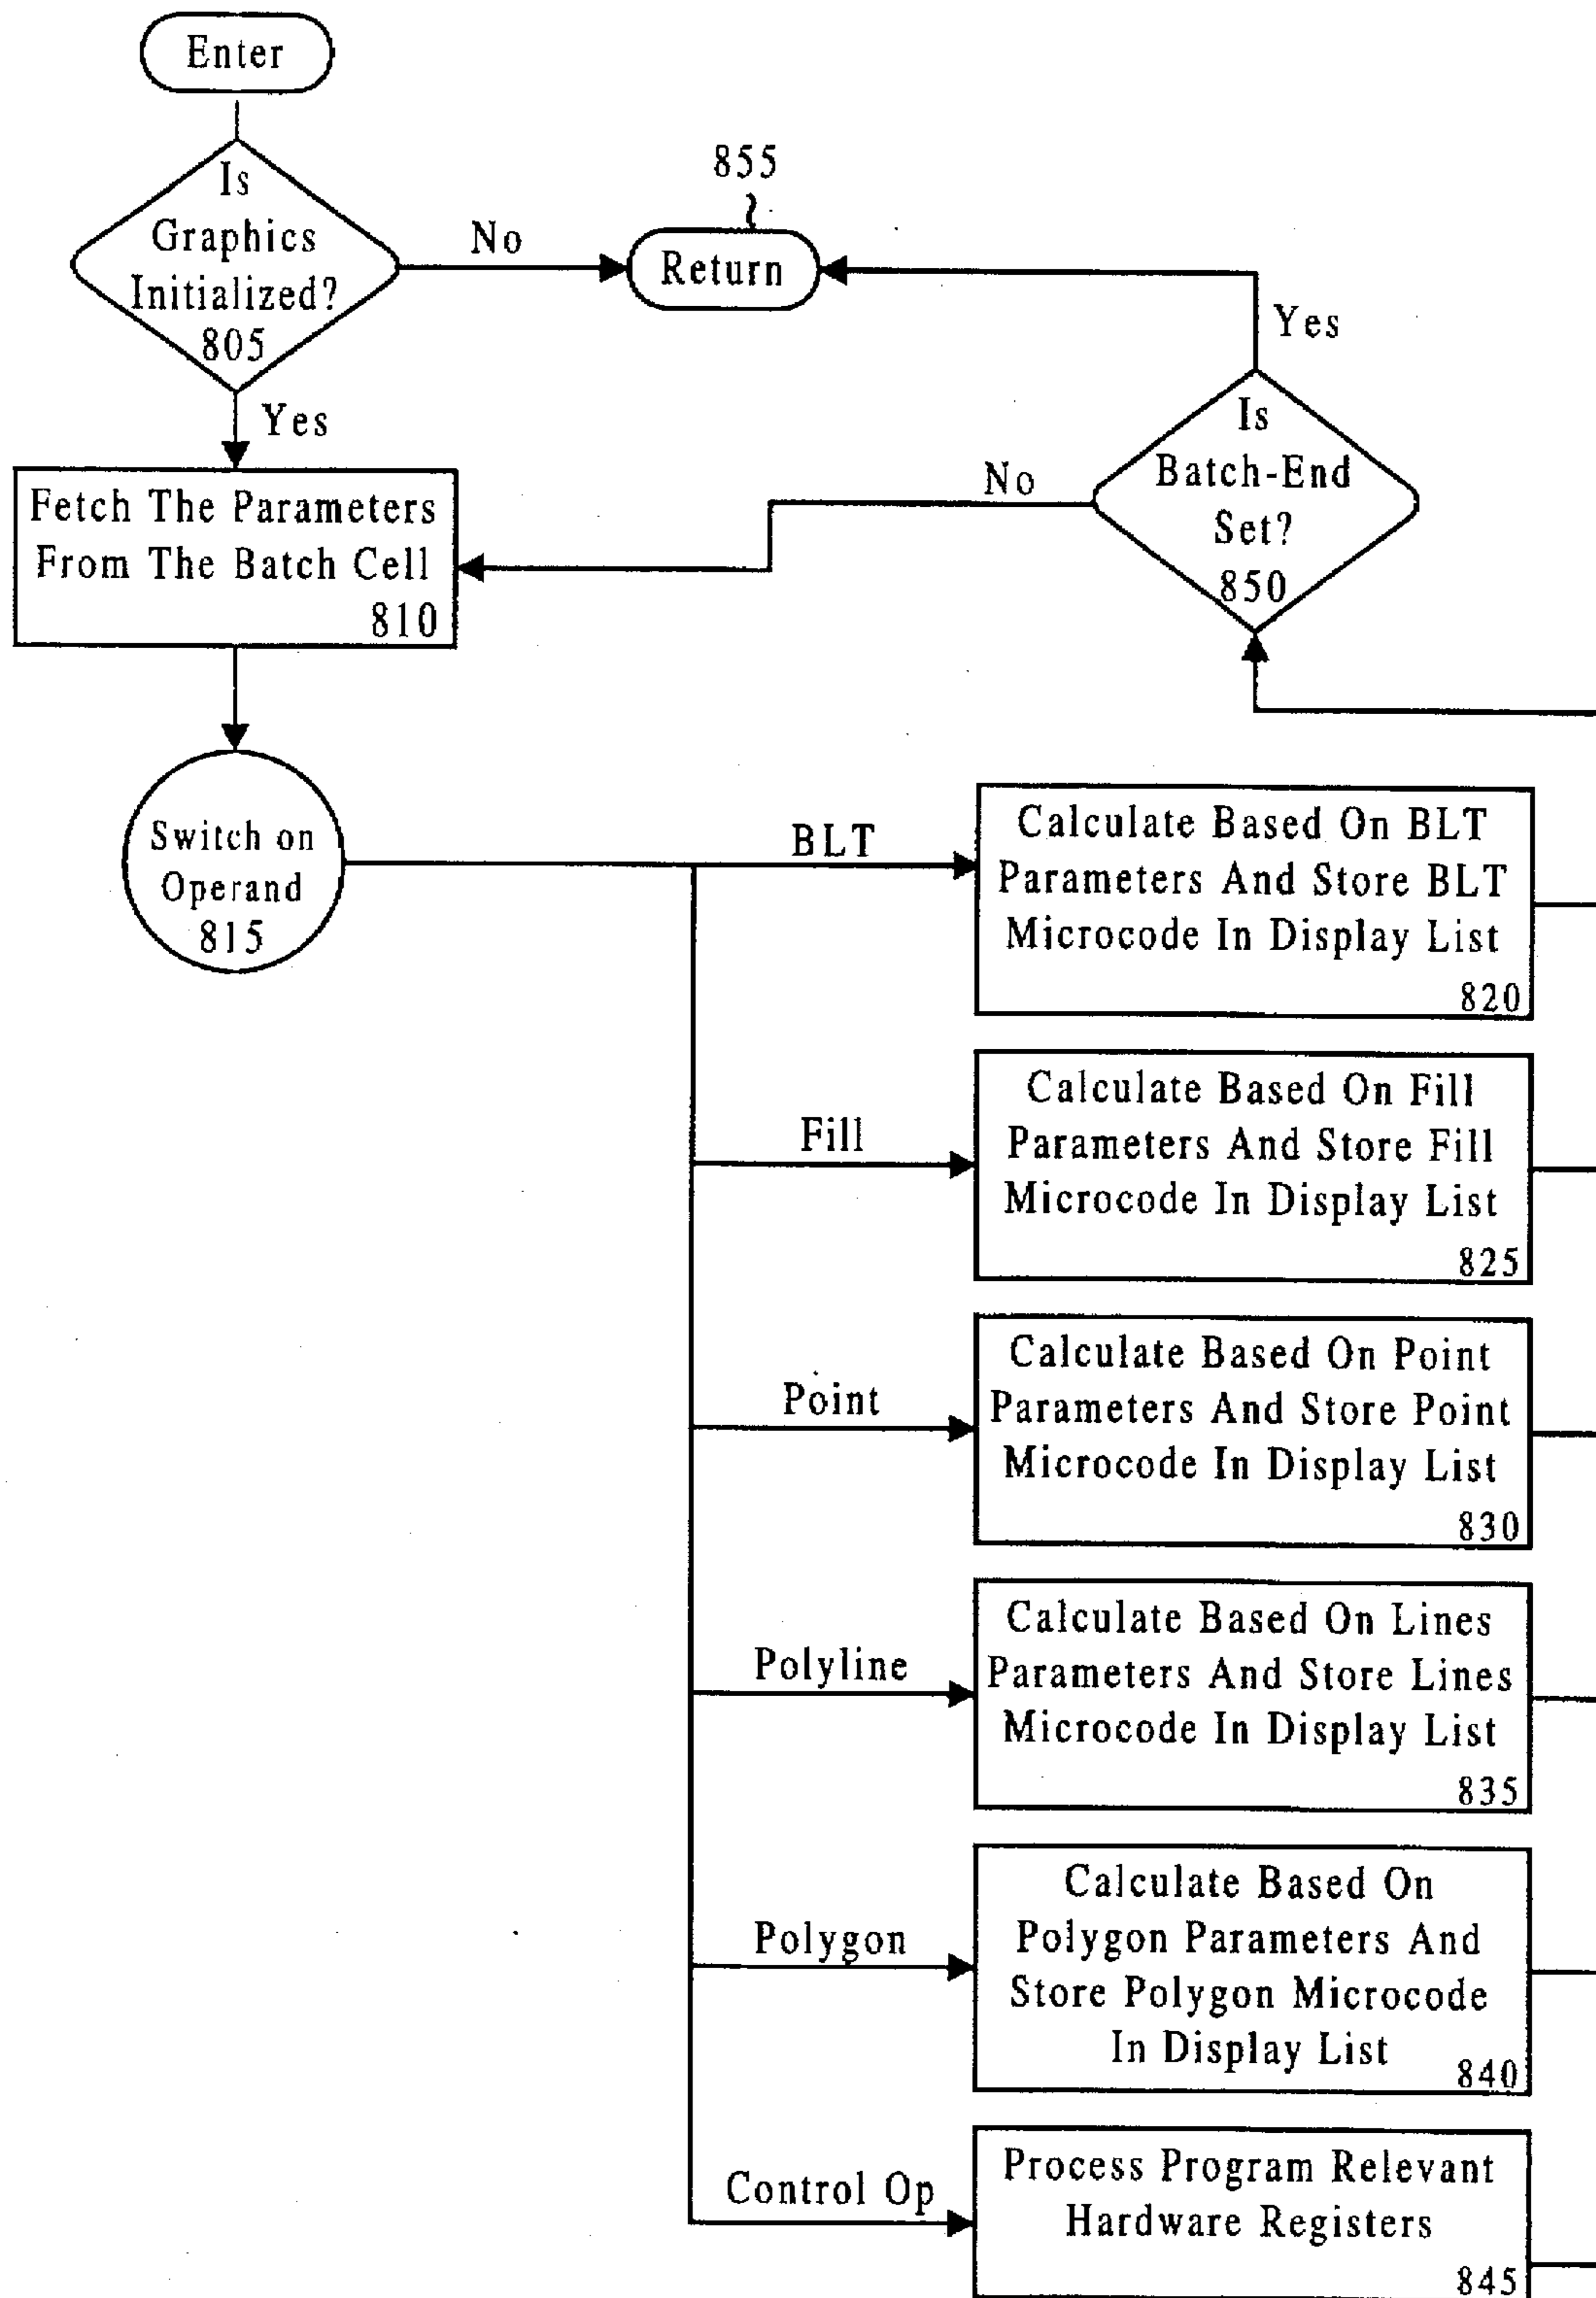 Enter
Is
Graphics
Initialized?
805
No
855
Return
Yes
Yes
Is
Batch-End
Set?
850
No
Fetch The Parameters
From The Batch Cell
810
Switch on
Operand
815
BLT
Calculate Based On BLT
Parameters And Store BLT
Microcode In Display List
820
Fill
Calculate Based On Fill
Parameters And Store Fill
Microcode In Display List
825
Point
Calculate Based On Point
Parameters And Store Point
Microcode In Display List
830
Polyline
Calculate Based On Lines
Parameters And Store Lines
Microcode In Display List
835
Polygon
Calculate Based On
Polygon Parameters And
Store Polygon Microcode
In Display List
840
Control Op
Process Program Relevant
Hardware Registers
845